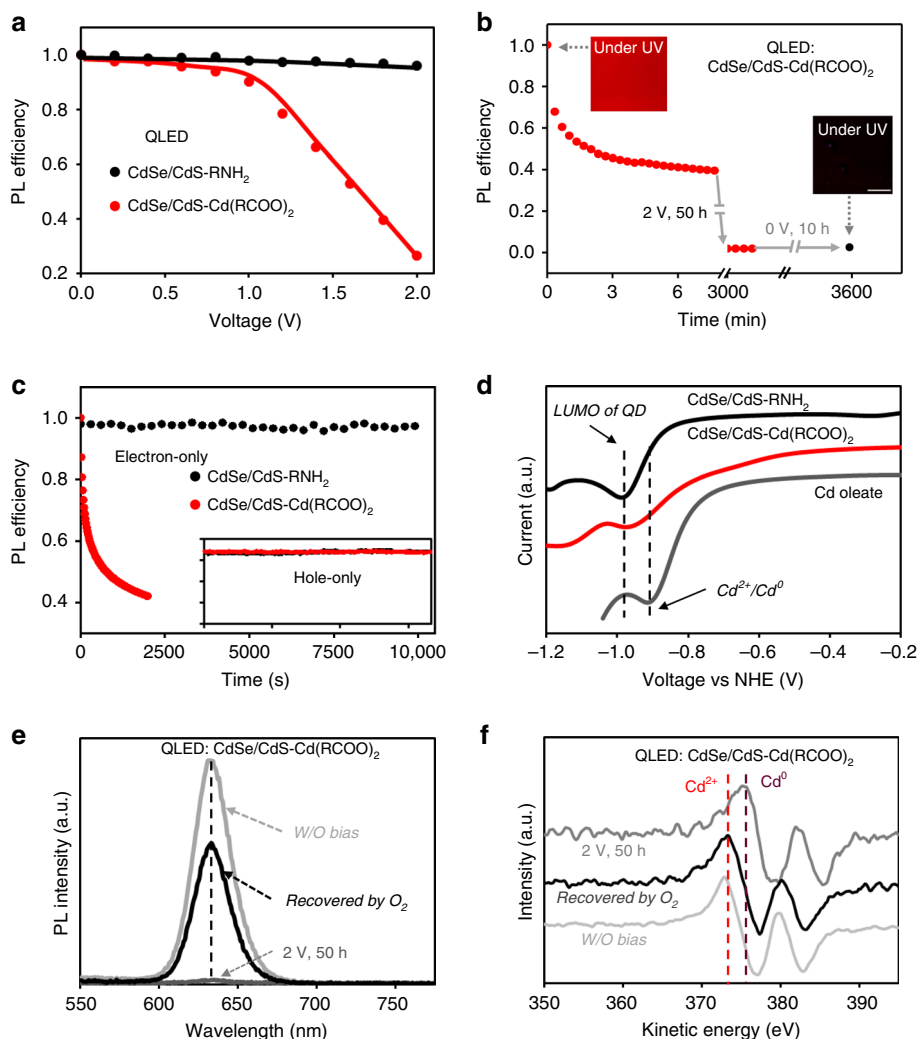 a
PL efficiency
1.0
0.8
0.6
0.4
0.2
QLED
CdSe/CdS-RNH₂
CdSe/CdS-Cd(RCOO)₂
0.0 0.5 1.0 1.5 2.0
Voltage (V)
b
PL efficiency
1.0
0.8
0.6
0.4
0.2
0.0
Under UV
QLED:
CdSe/CdS-Cd(RCOO)₂
Under UV
2 V, 50 h
0 V, 10 h
0 3 6 3000 3600
Time (min)
c
PL efficiency
1.0
0.8
0.6
0.4
Electron-only
CdSe/CdS-RNH₂
CdSe/CdS-Cd(RCOO)₂
Hole-only
0 2500 5000 7500 10,000
Time (s)
d
Current (a.u.)
LUMO of QD
CdSe/CdS-RNH₂
CdSe/CdS-Cd(RCOO)₂
Cd oleate
Cd²⁺/Cd⁰
−1.2 −1.0 −0.8 −0.6 −0.4 −0.2
Voltage vs NHE (V)
e
PL intensity (a.u.)
QLED: CdSe/CdS-Cd(RCOO)₂
W/O bias
Recovered by O₂
2 V, 50 h
550 600 650 700 750
Wavelength (nm)
f
Intensity (a.u.)
QLED: CdSe/CdS-Cd(RCOO)₂
Cd²⁺ Cd⁰
2 V, 50 h
Recovered by O₂
W/O bias
350 360 370 380 390
Kinetic energy (eV)